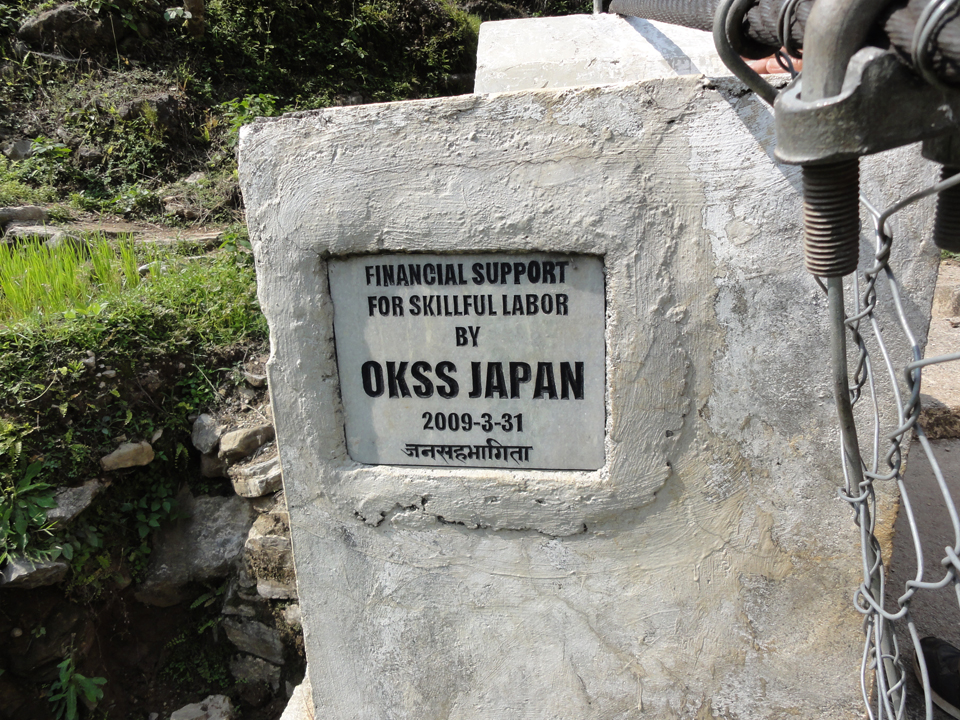 FINANCIAL SUPPORT
FOR SKILLFUL LABOR
BY
OKSS JAPAN
2009-3-31
जनसहभागिता